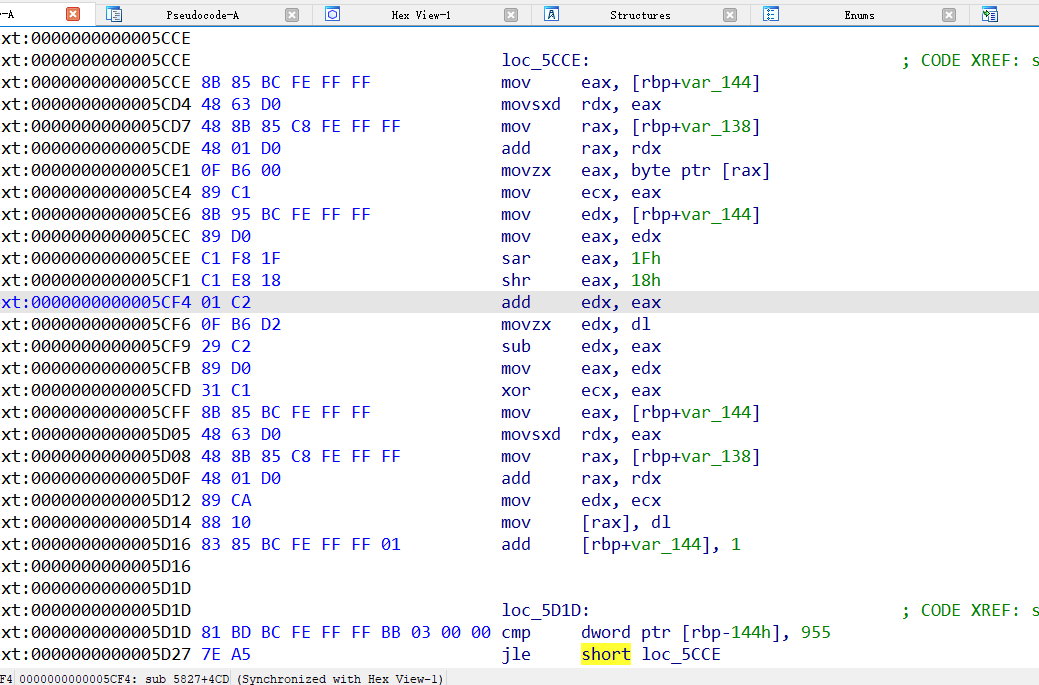 -A Pseudocode-A Hex View-1 Structures Enums
xt:0000000000005CCE
xt:0000000000005CCE loc_5CCE: ; CODE XREF: s
xt:0000000000005CCE 8B 85 BC FE FF FF mov eax, [rbp+var_144]
xt:0000000000005CD4 48 63 D0 movsxd rdx, eax
xt:0000000000005CD7 48 8B 85 C8 FE FF FF mov rax, [rbp+var_138]
xt:0000000000005CDE 48 01 D0 add rax, rdx
xt:0000000000005CE1 0F B6 00 movzx eax, byte ptr [rax]
xt:0000000000005CE4 89 C1 mov ecx, eax
xt:0000000000005CE6 8B 95 BC FE FF FF mov edx, [rbp+var_144]
xt:0000000000005CEC 89 D0 mov eax, edx
xt:0000000000005CEE C1 F8 1F sar eax, 1Fh
xt:0000000000005CF1 C1 E8 18 shr eax, 18h
xt:0000000000005CF4 01 C2 add edx, eax
xt:0000000000005CF6 0F B6 D2 movzx edx, dl
xt:0000000000005CF9 29 C2 sub edx, eax
xt:0000000000005CFB 89 D0 mov eax, edx
xt:0000000000005CFD 31 C1 xor ecx, eax
xt:0000000000005CFF 8B 85 BC FE FF FF mov eax, [rbp+var_144]
xt:0000000000005D05 48 63 D0 movsxd rdx, eax
xt:0000000000005D08 48 8B 85 C8 FE FF FF mov rax, [rbp+var_138]
xt:0000000000005D0F 48 01 D0 add rax, rdx
xt:0000000000005D12 89 CA mov edx, ecx
xt:0000000000005D14 88 10 mov [rax], dl
xt:0000000000005D16 83 85 BC FE FF FF 01 add [rbp+var_144], 1
xt:0000000000005D16
xt:0000000000005D1D
xt:0000000000005D1D loc_5D1D: ; CODE XREF: s
xt:0000000000005D1D 81 BD BC FE FF FF BB 03 00 00 cmp dword ptr [rbp-144h], 955
xt:0000000000005D27 7E A5 jle short loc_5CCE
F4 0000000000005CF4: sub_5827+4CD (Synchronized with Hex View-1)